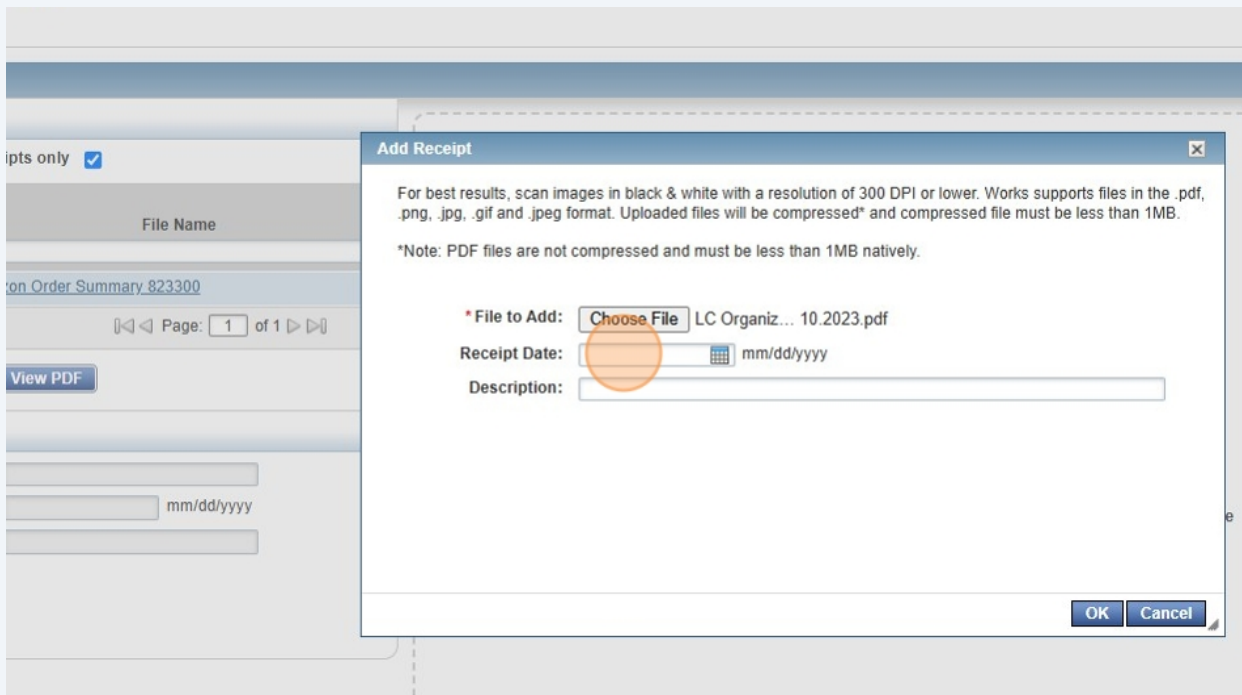 ipts only
File Name
zon Order Summary 823300
Page: 1 of 1
View PDF
mm/dd/yyyy
Add Receipt
For best results, scan images in black & white with a resolution of 300 DPI or lower. Works supports files in the .pdf,
.png, .jpg, .gif and .jpeg format. Uploaded files will be compressed* and compressed file must be less than 1MB.
*Note: PDF files are not compressed and must be less than 1MB natively.
*File to Add: Choose File LC Organiz... 10.2023.pdf
Receipt Date: mm/dd/yyyy
Description:
e
OK Cancel